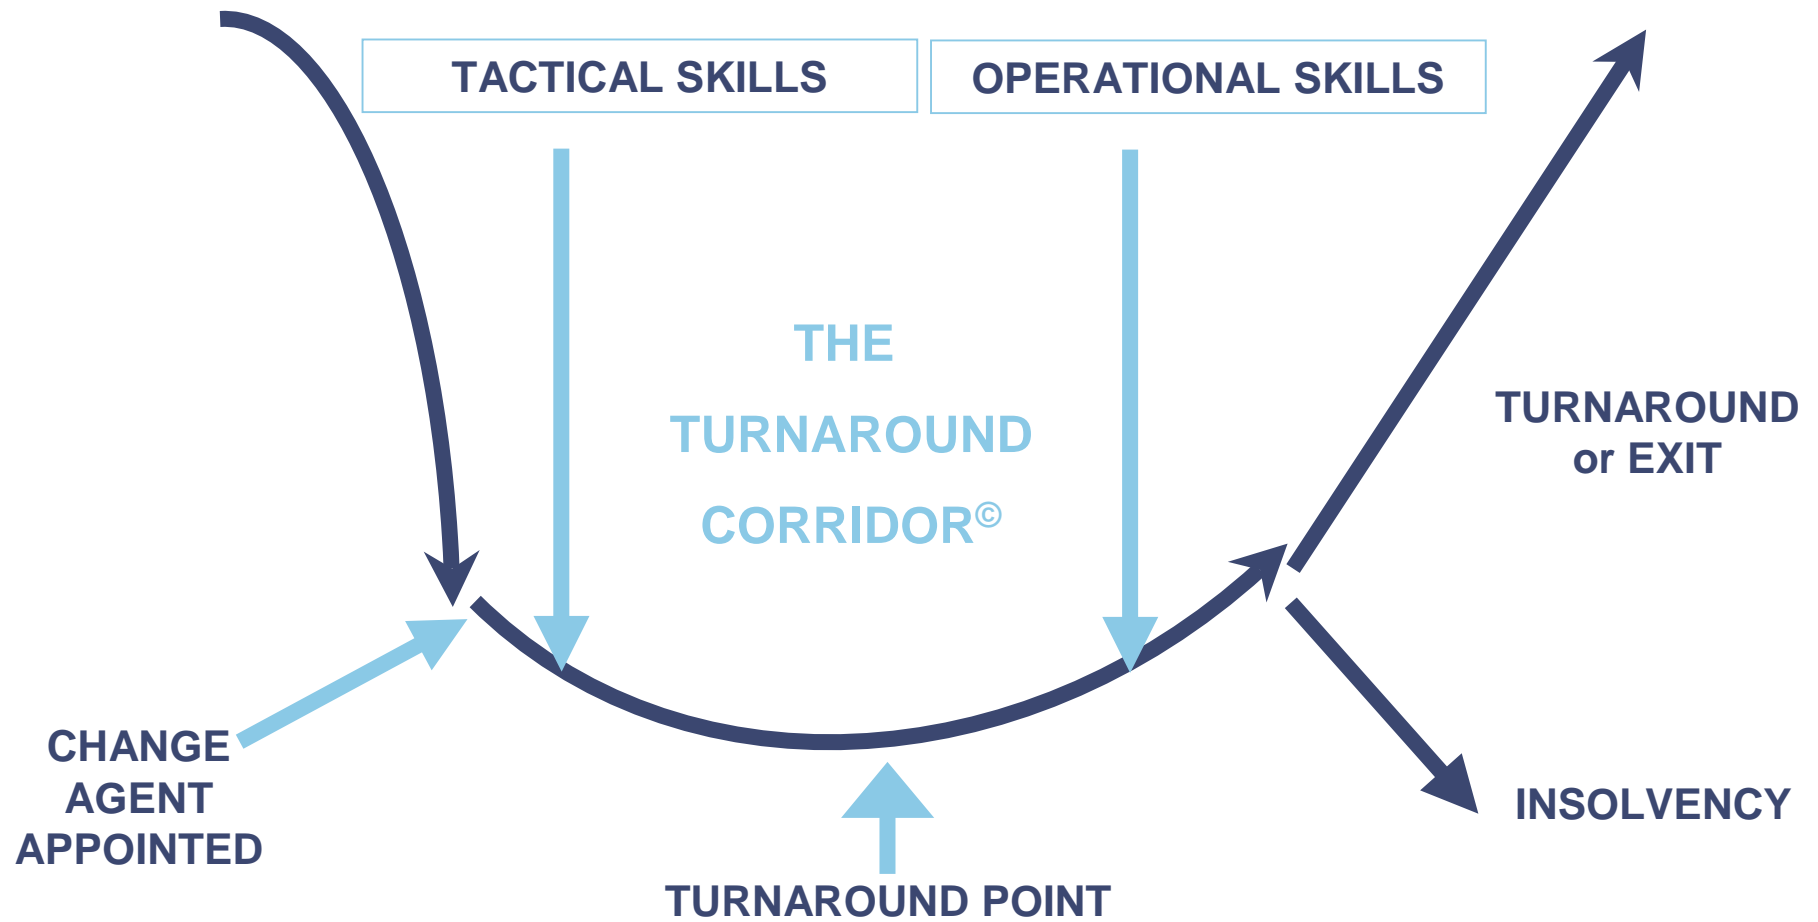 TACTICAL SKILLS
OPERATIONAL SKILLS
THE
TURNAROUND
CORRIDOR©
TURNAROUND
or EXIT
CHANGE
AGENT
APPOINTED
INSOLVENCY
TURNAROUND POINT